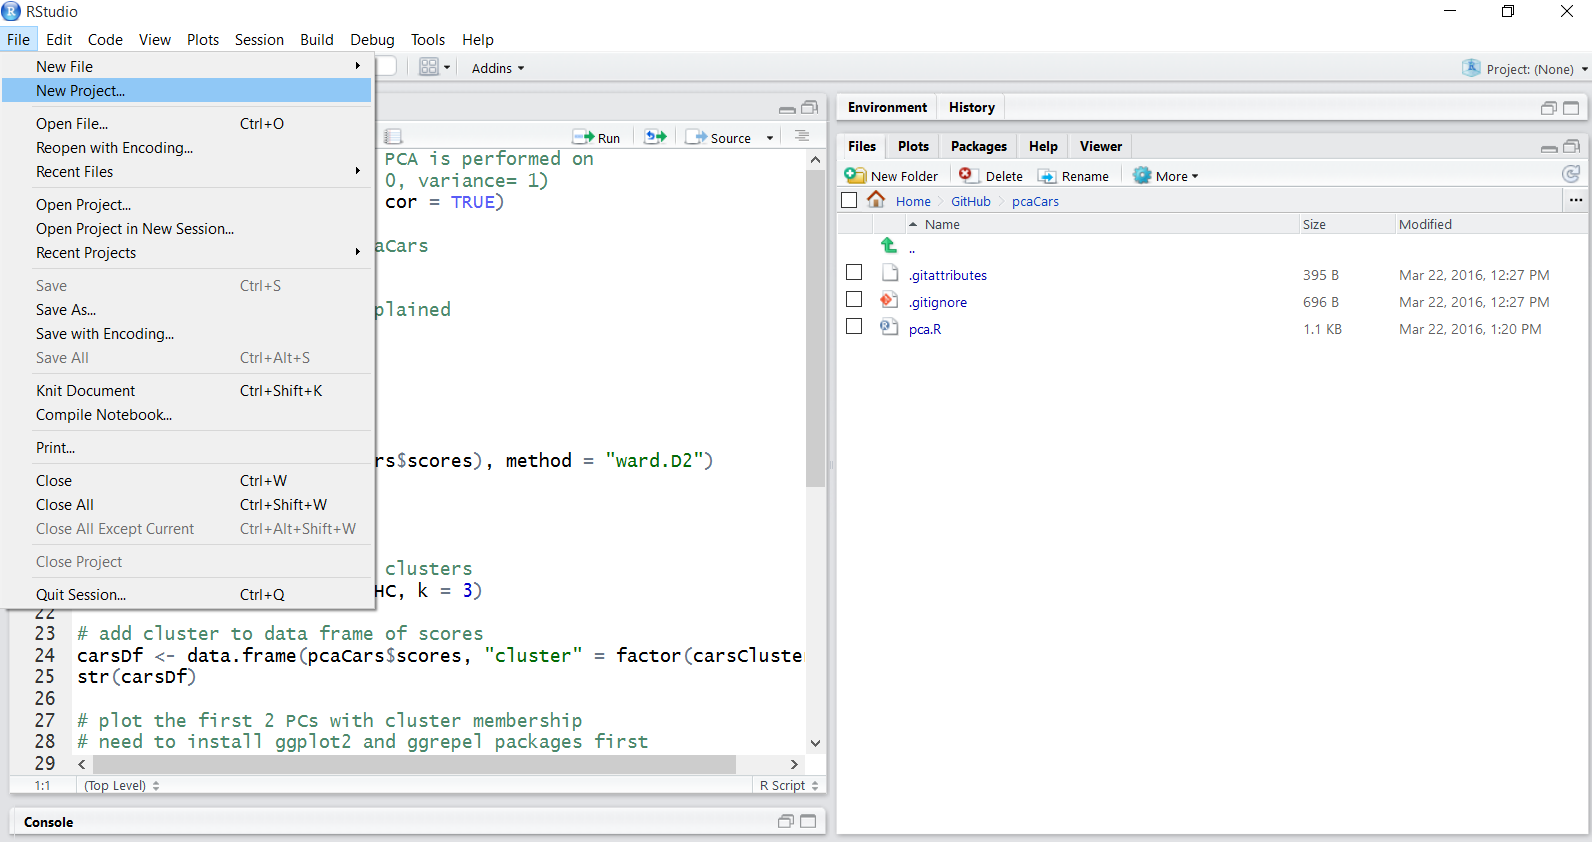 RStudio
File Edit Code View Plots Session Build Debug Tools Help
New File
New Project...
Open File... Ctrl+O
Reopen with Encoding...
Recent Files
Open Project...
Open Project in New Session...
Recent Projects
Save Ctrl+S
Save As...
Save with Encoding...
Save All Ctrl+Alt+S
Knit Document Ctrl+Shift+K
Compile Notebook...
Print...
Close Ctrl+W
Close All Ctrl+Shift+W
Close All Except Current Ctrl+Alt+Shift+W
Close Project
Quit Session... Ctrl+Q
Addins
Project: (None)
Run Source
PCA is performed on
0, variance= 1)
cor = TRUE)
aCars
plained
rs$scores), method = "ward.D2")
clusters
HC, k = 3)
22
23 # add cluster to data frame of scores
24 carsDf <- data.frame(pcaCars$scores, "cluster" = factor(carsCluster
25 str(carsDf)
26
27 # plot the first 2 PCs with cluster membership
28 # need to install ggplot2 and ggrepel packages first
29
1:1 (Top Level) R Script
Console
Environment History
Files Plots Packages Help Viewer
New Folder Delete Rename More
Home GitHub pcaCars ...
Name Size Modified
..
.gitattributes 395 B Mar 22, 2016, 12:27 PM
.gitignore 696 B Mar 22, 2016, 12:27 PM
pca.R 1.1 KB Mar 22, 2016, 1:20 PM